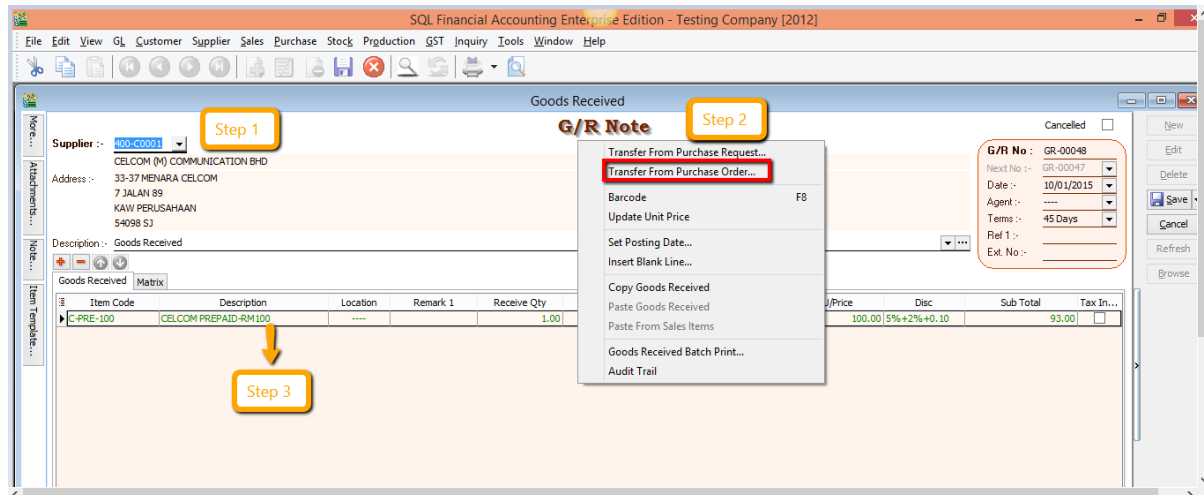 SQL Financial Accounting Enterprise Edition - Testing Company [2012]
File Edit View GL Customer Supplier Sales Purchase Stock Production GST Inquiry Tools Window Help
Goods Received
G/R Note
Step 1
Step 2
Cancelled
More...
Attachments...
Note...
Item Template...
Supplier :- 400-C0001
CELCOM (M) COMMUNICATION BHD
Address :- 33-37 MENARA CELCOM
7 JALAN 89
KAW PERUSAHAAN
54098 SJ
Description :- Goods Received
G/R No : GR-00048
Next No :- GR-00047
Date :- 10/01/2015
Agent :- ----
Terms :- 45 Days
Ref 1 :-
Ext. No :-
New
Edit
Delete
Save
Cancel
Refresh
Browse
Transfer From Purchase Request...
Transfer From Purchase Order...
Barcode F8
Update Unit Price
Set Posting Date...
Insert Blank Line...
Copy Goods Received
Paste Goods Received
Paste From Sales Items
Goods Received Batch Print...
Audit Trail
Goods Received Matrix
Item Code Description Location Remark 1 Receive Qty U/Price Disc Sub Total Tax In...
C-PRE-100 CELCOM PREPAID-RM100 ---- 1.00 100.00 5%+2%+0.10 93.00
Step 3